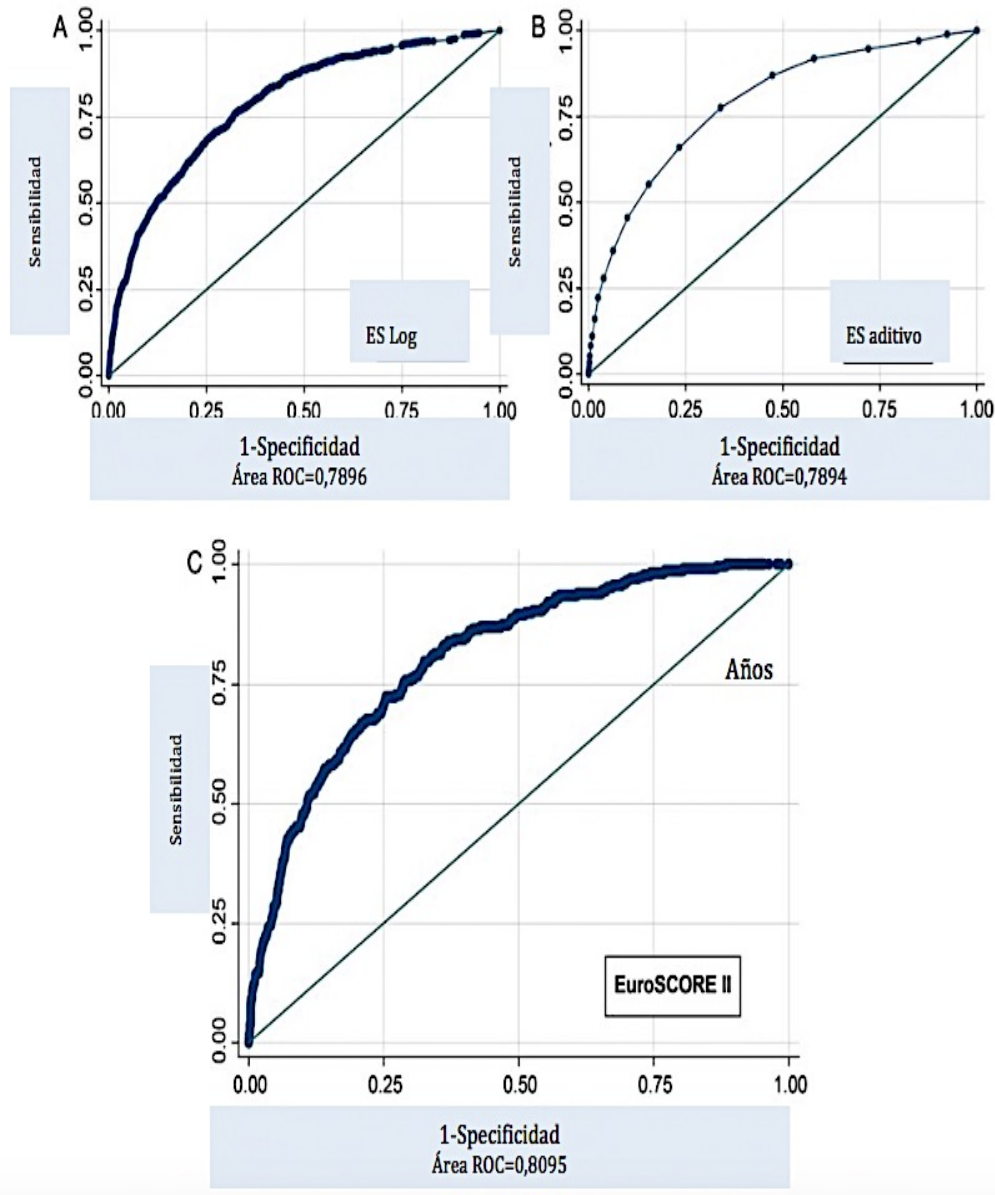 A
1.00
0.75
0.50
0.25
0.00
Sensibilidad
ES Log
0.00 0.25 0.50 0.75 1.00
1-Specificidad
Área ROC=0,7896
B
1.00
0.75
0.50
0.25
0.00
Sensibilidad
ES aditivo
0.00 0.25 0.50 0.75 1.00
1-Specificidad
Área ROC=0,7894
C
1.00
0.75
0.50
0.25
0.00
Sensibilidad
Años
EuroSCORE II
0.00 0.25 0.50 0.75 1.00
1-Specificidad
Área ROC=0,8095